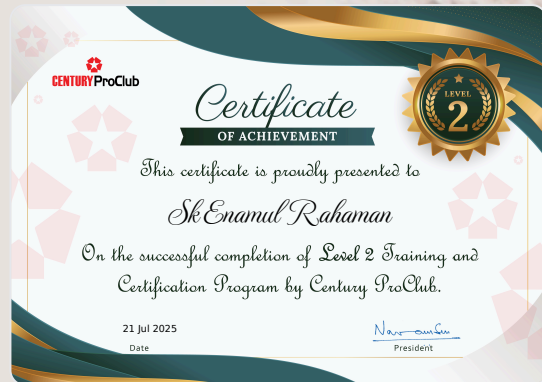 CENTURY ProClub
Certificate
OF ACHIEVEMENT
LEVEL
2
This certificate is proudly presented to
Sk Enamul Rahaman
On the successful completion of Level 2 Training and
Certification Program by Century ProClub.
21 Jul 2025
Date
President